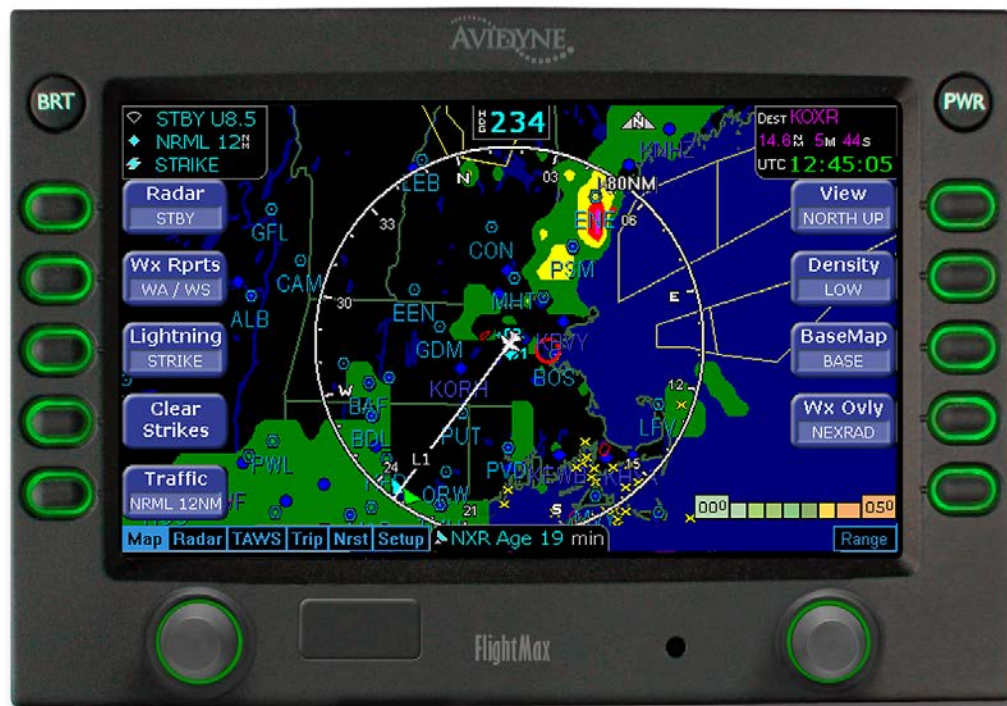 AVIDYNE
BRT
PWR
STBY U8.5
NRML 12NM
STRIKE
HDG 234
N
KNHZ
DEST KOXR
14.6NM 5M 44S
UTC 12:45:05
Radar
STBY
Wx Rprts
WA / WS
Lightning
STRIKE
Clear
Strikes
Traffic
NRML 12NM
View
NORTH UP
Density
LOW
BaseMap
BASE
Wx Ovly
NEXRAD
LEB
N
03
80NM
ENE
06
33
GFL
CON
PSM
CAM
MHT
E
30
ALB
EEN
GDM
KBVY
BOS
KORH
W
12
BAF
PUT
LFV
BDL
PWL
24
L1
PVD
15
ORW
21
S
000
050
Map
Radar
TAWS
Trip
Nrst
Setup
NXR Age 19 min
Range
FlightMax